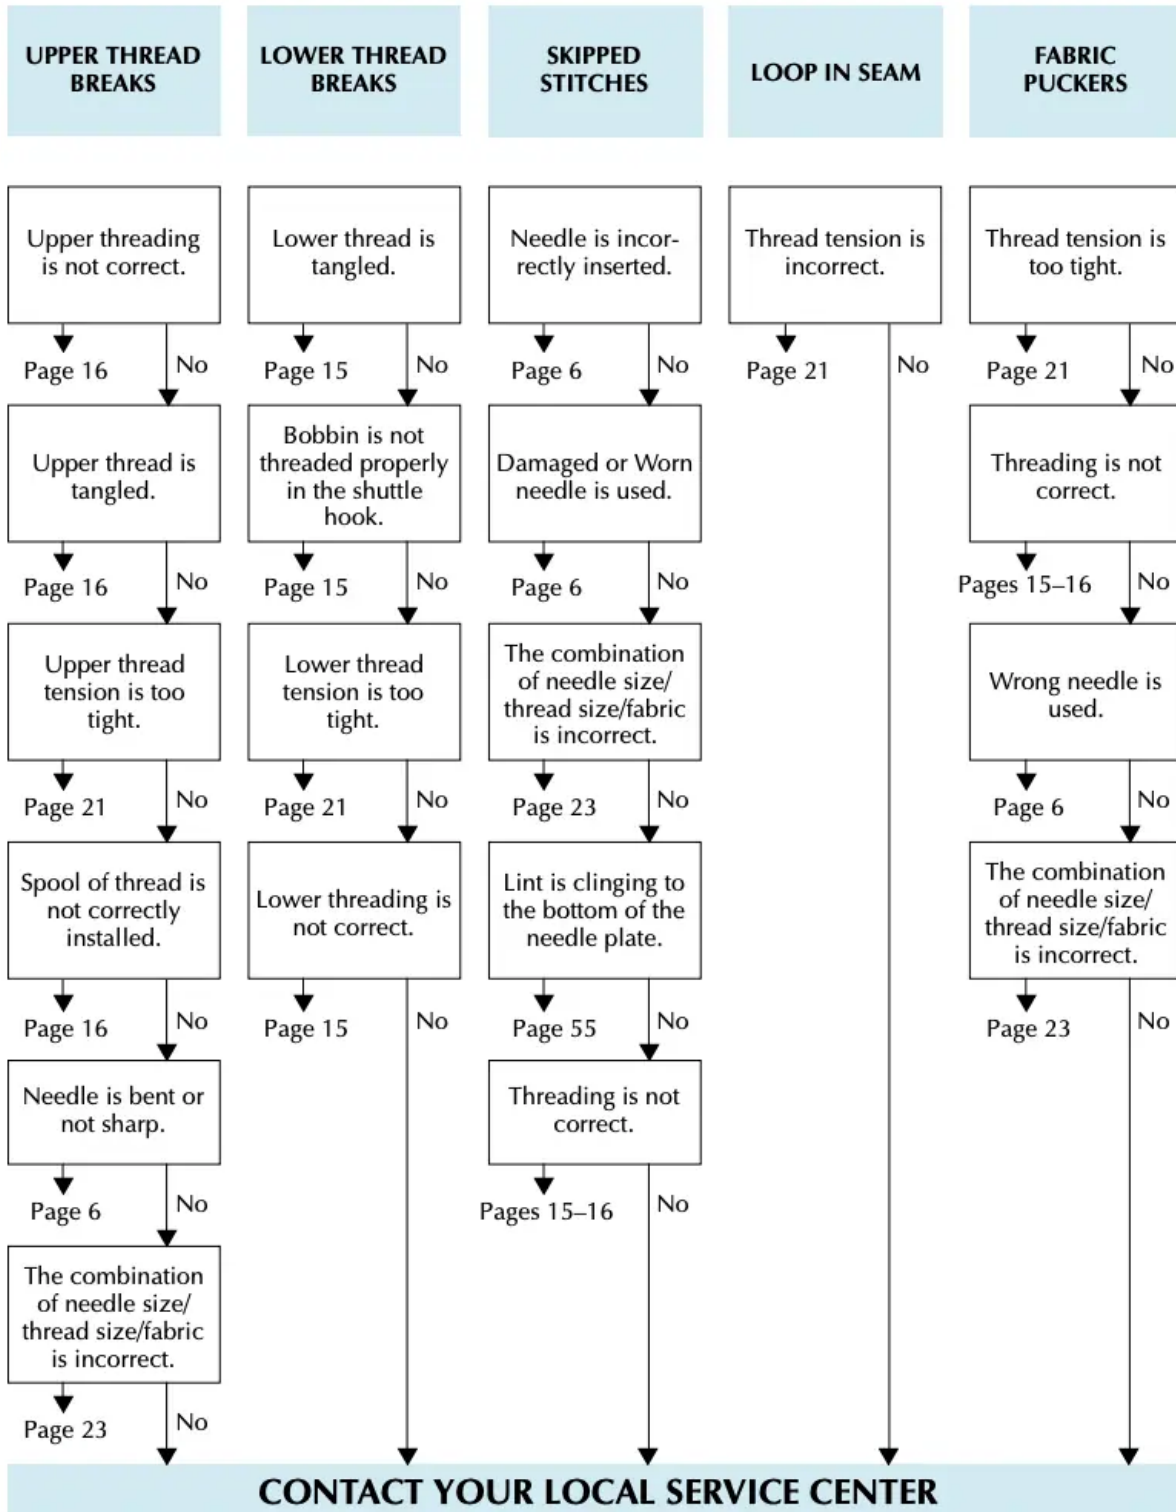 UPPER THREAD
BREAKS
Upper threading
is not correct.
Page 16
No
Upper thread is
tangled.
Page 16
No
Upper thread
tension is too
tight.
Page 21
No
Spool of thread is
not correctly
installed.
Page 16
No
Needle is bent or
not sharp.
Page 6
No
The combination
of needle size/
thread size/fabric
is incorrect.
Page 23
No
LOWER THREAD
BREAKS
Lower thread is
tangled.
Page 15
No
Bobbin is not
threaded properly
in the shuttle
hook.
Page 15
No
Lower thread
tension is too
tight.
Page 21
No
Lower threading is
not correct.
Page 15
No
SKIPPED
STITCHES
Needle is incor-
rectly inserted.
Page 6
No
Damaged or Worn
needle is used.
Page 6
No
The combination
of needle size/
thread size/fabric
is incorrect.
Page 23
No
Lint is clinging to
the bottom of the
needle plate.
Page 55
No
Threading is not
correct.
Pages 15–16
No
LOOP IN SEAM
Thread tension is
incorrect.
Page 21
No
FABRIC
PUCKERS
Thread tension is
too tight.
Page 21
No
Threading is not
correct.
Pages 15–16
No
Wrong needle is
used.
Page 6
No
The combination
of needle size/
thread size/fabric
is incorrect.
Page 23
No
CONTACT YOUR LOCAL SERVICE CENTER